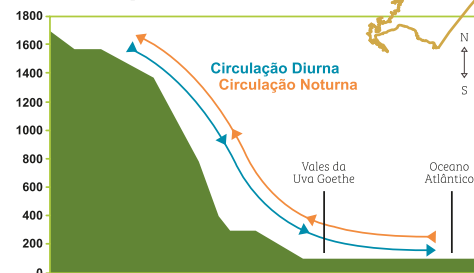 1800
1600
1400
1200
1000
800
600
400
200
0
N
S
Circulação Diurna
Circulação Noturna
Vales da
Uva Goethe
Oceano
Atlântico